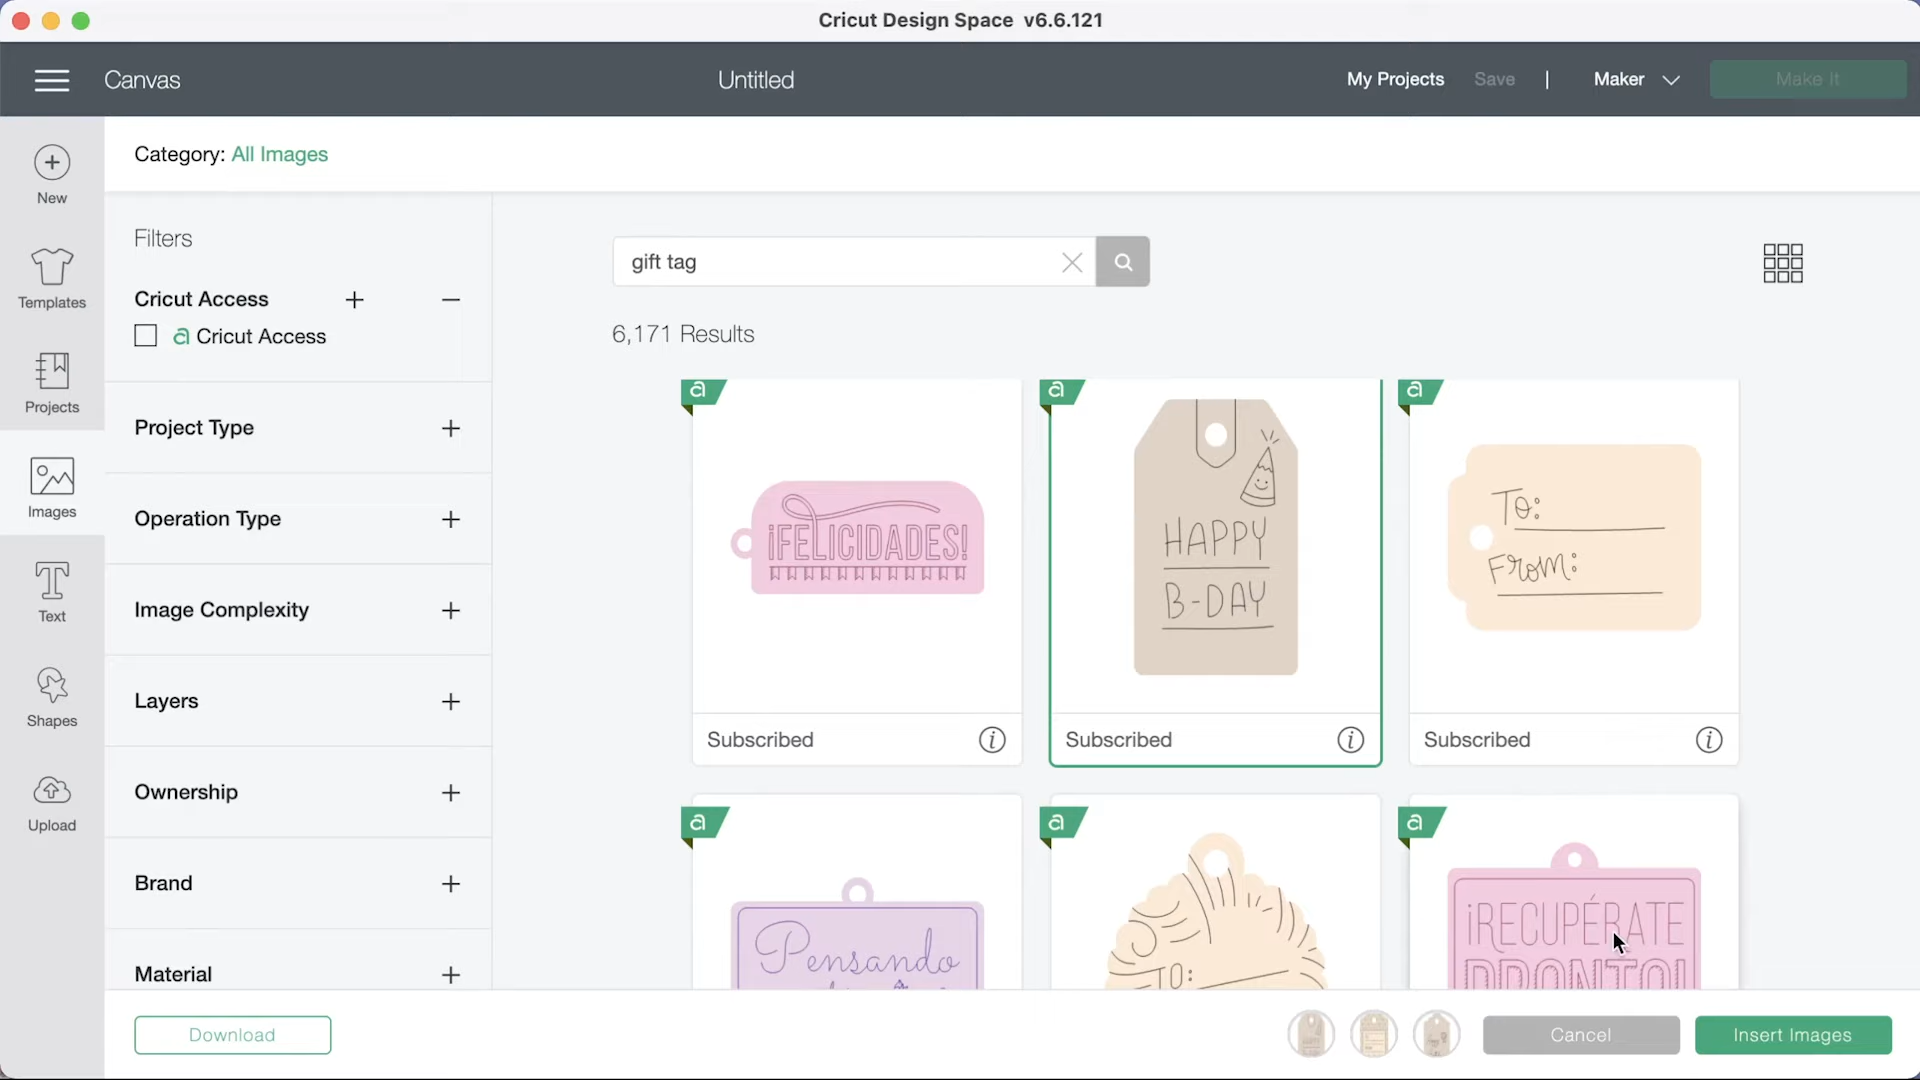 Cricut Design Space v6.6.121
Canvas
Untitled
My Projects
Save
|
Maker
Make It
New
Templates
Projects
Images
Text
Shapes
Upload
Category: All Images
Filters
Cricut Access
a Cricut Access
Project Type
Operation Type
Image Complexity
Layers
Ownership
Brand
Material
gift tag
6,171 Results
a
¡FELICIDADES!
Subscribed
a
HAPPY
B-DAY
Subscribed
a
To:
From:
Subscribed
a
Pensando
a
TO:
a
¡RECUPÉRATE
PRONTO!
Download
Cancel
Insert Images